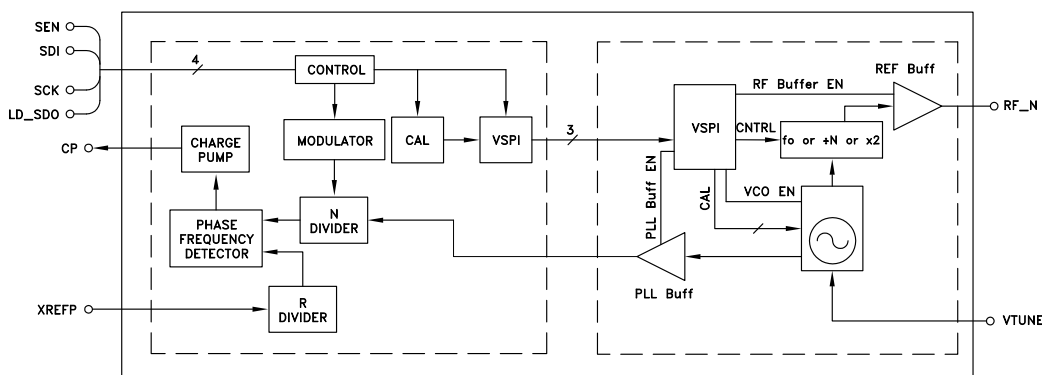 SEN
SDI
SCK
LD_SDO
4
CONTROL
CP
CHARGE
PUMP
MODULATOR
CAL
VSPI
3
N
DIVIDER
PHASE
FREQUENCY
DETECTOR
XREFP
R
DIVIDER
VSPI
RF Buffer EN
REF Buff
RF_N
CNTRL
fo or +N or x2
PLL Buff EN
CAL
VCO EN
PLL Buff
VTUNE